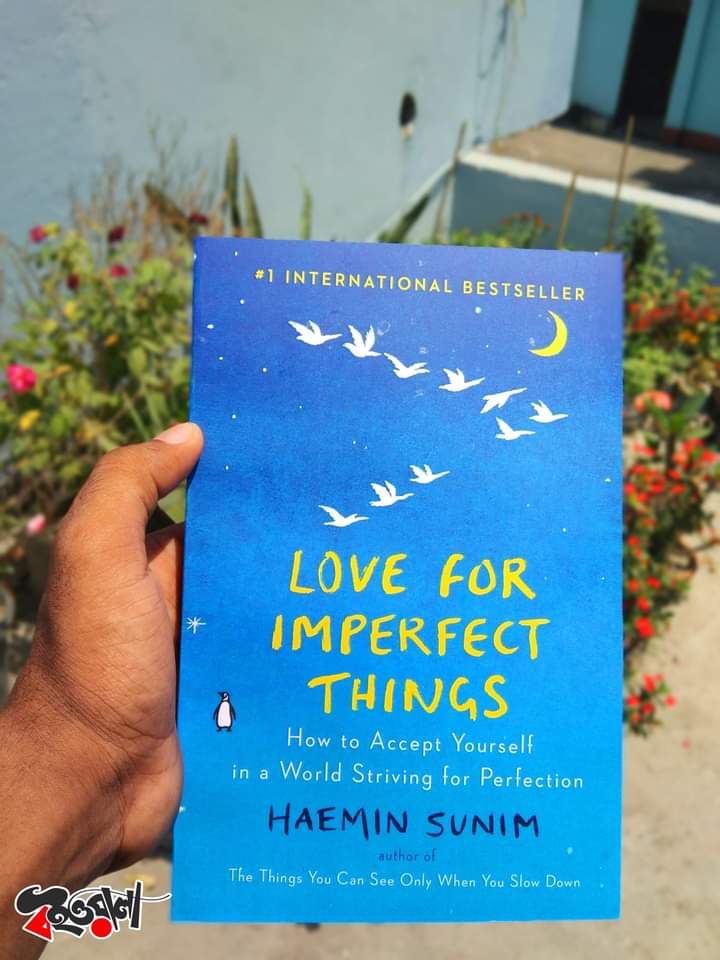 #1 INTERNATIONAL BESTSELLER
LOVE FOR
IMPERFECT
THINGS
How to Accept Yourself
in a World Striving for Perfection
HAEMIN SUNIM
author of
The Things You Can See Only When You Slow Down